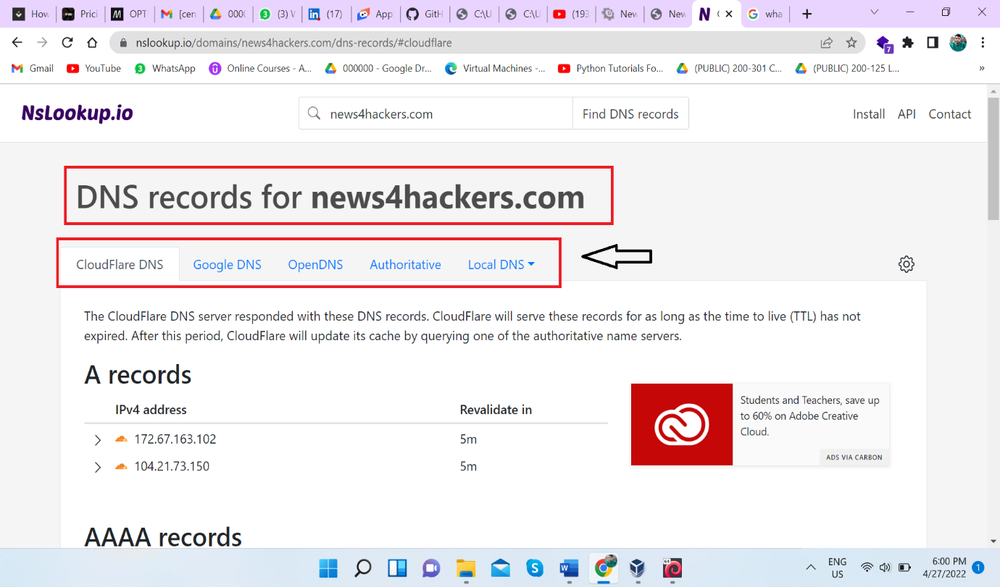 How
Prici
OPT
[cen
000(
(3) V
(17)
App
GitH
C:\U
C:\U
(193
New
New
wha
nslookup.io/domains/news4hackers.com/dns-records/#cloudflare
7
Gmail
YouTube
3
WhatsApp
Online Courses - A...
000000 - Google Dr...
Virtual Machines -...
Python Tutorials Fo...
(PUBLIC) 200-301 C...
(PUBLIC) 200-125 L...
»
NsLookup.io
news4hackers.com
Find DNS records
Install API Contact
DNS records for news4hackers.com
CloudFlare DNS
Google DNS
OpenDNS
Authoritative
Local DNS
The CloudFlare DNS server responded with these DNS records. CloudFlare will serve these records for as long as the time to live (TTL) has not
expired. After this period, CloudFlare will update its cache by querying one of the authoritative name servers.
A records
IPv4 address
Revalidate in
172.67.163.102
5m
104.21.73.150
5m
Students and Teachers, save up
to 60% on Adobe Creative
Cloud.
ADS VIA CARBON
AAAA records
64
ENG
US
6:00 PM
4/27/2022
1